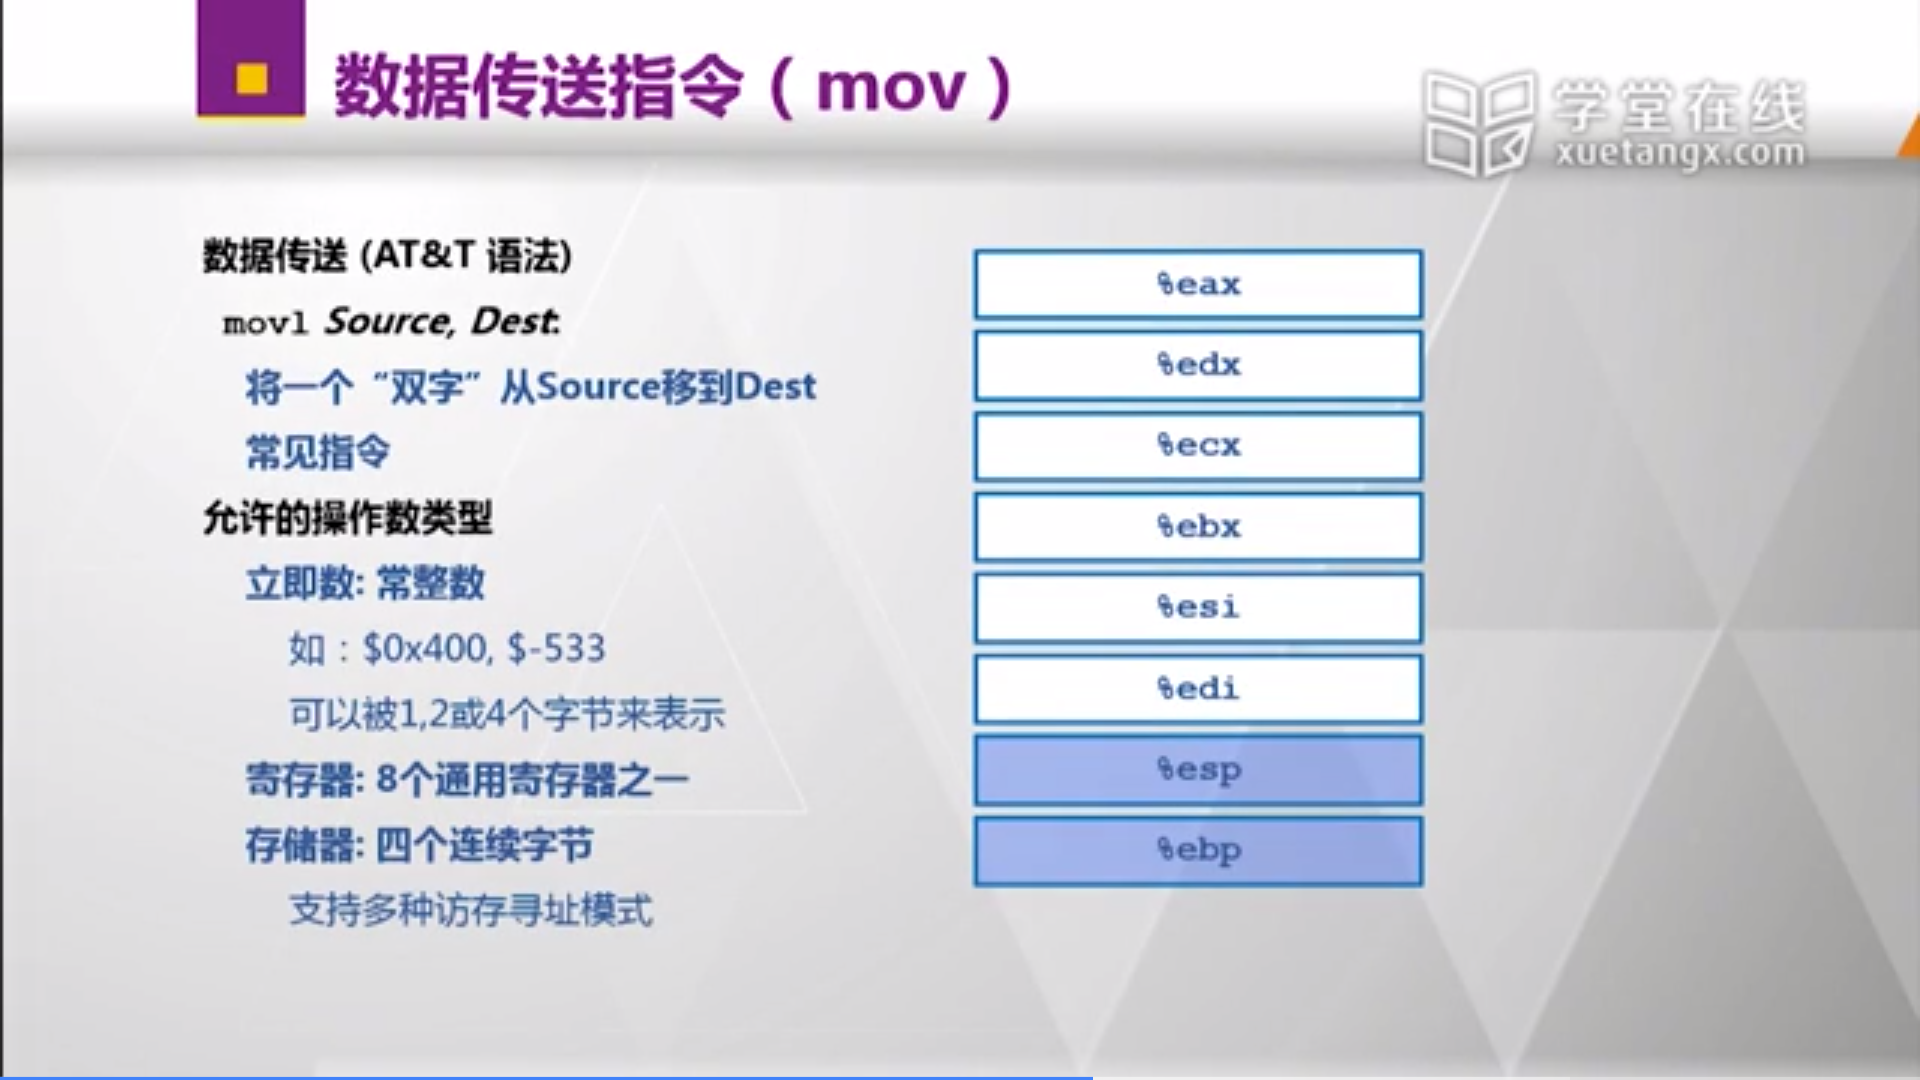 数据传送指令（mov）
学堂在线
xuetangx.com
数据传送 (AT&T 语法)
movl Source, Dest:
将一个“双字”从Source移到Dest
常见指令
允许的操作数类型
立即数: 常整数
如：$0x400, $-533
可以被1,2或4个字节来表示
寄存器: 8个通用寄存器之一
存储器: 四个连续字节
支持多种访存寻址模式
%eax
%edx
%ecx
%ebx
%esi
%edi
%esp
%ebp